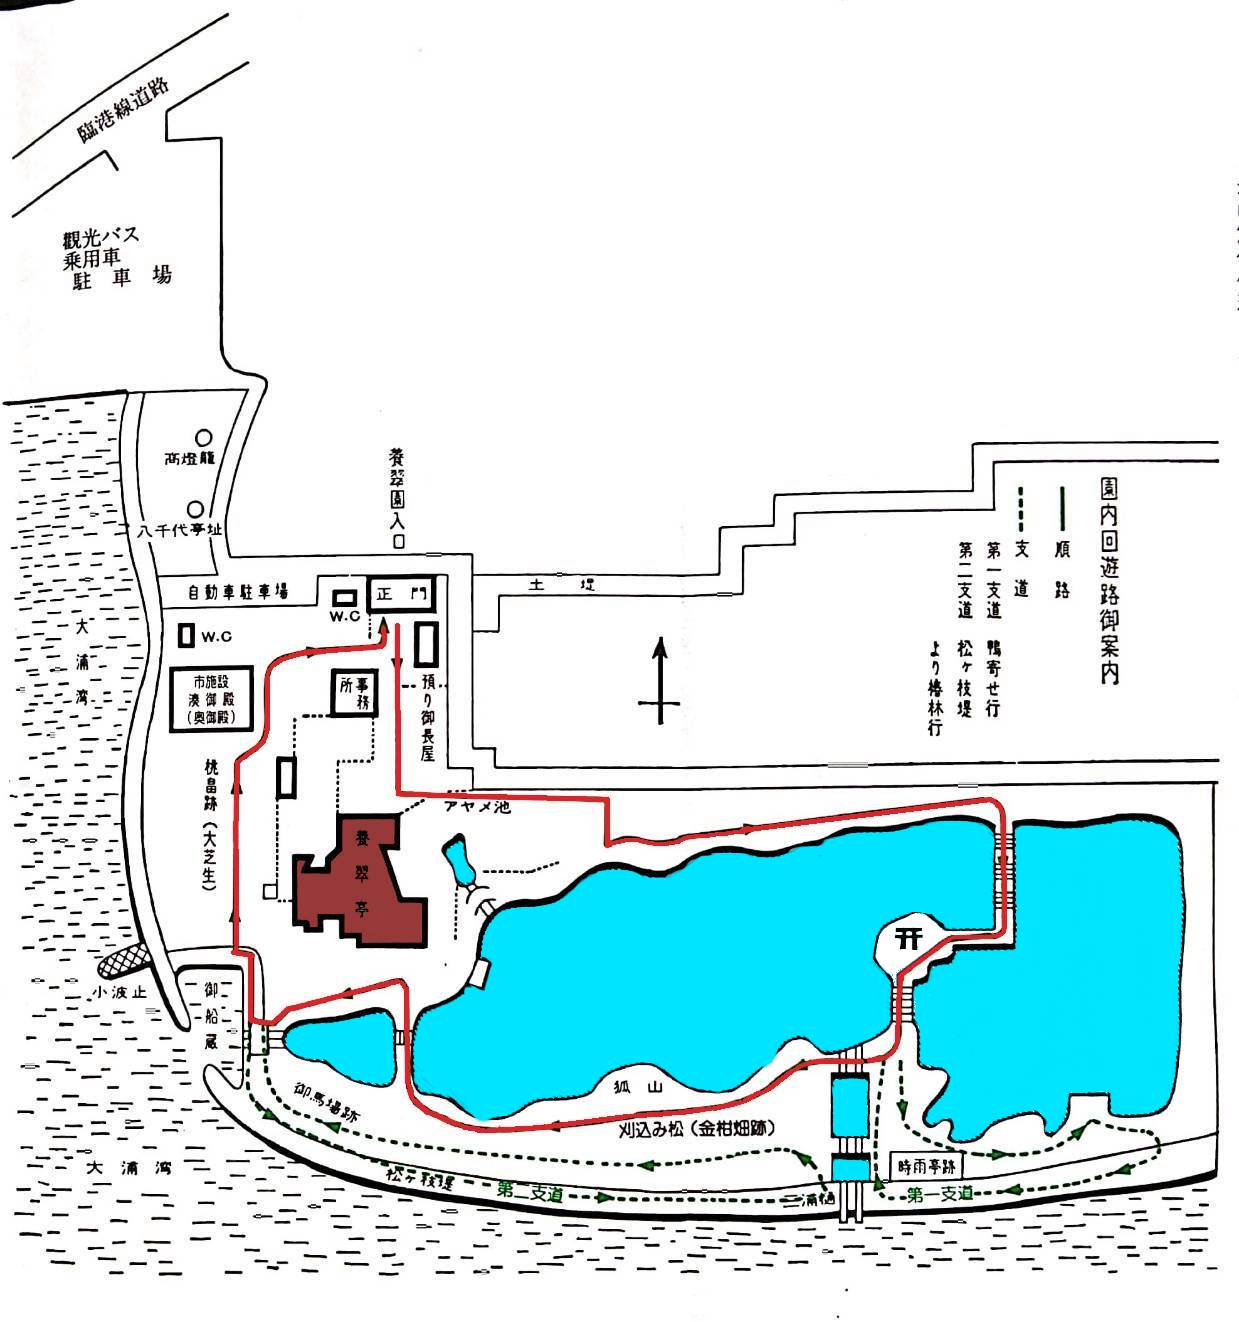 臨港線道路
觀光バス
乗用車
駐車場
高燈籠
八千代亭址
養翠園入口
自動車駐車場
W.C
正門
土堤
W.C
大浦湾
市施設
湊御殿
(奥御殿)
事務所
預り御長屋
園内回遊路御案内
順路
支道
第一支道 鴨寄せ行
第二支道 松ヶ枝堤
より椿林行
桃畠跡(大芝生)
アヤメ池
養翠亭
小波止
御船蔵
狐山
御馬場跡
刈込み松(金柑畑跡)
大浦湾
松ヶ枝堤
第二支道
二浦樋
時雨亭跡
第一支道